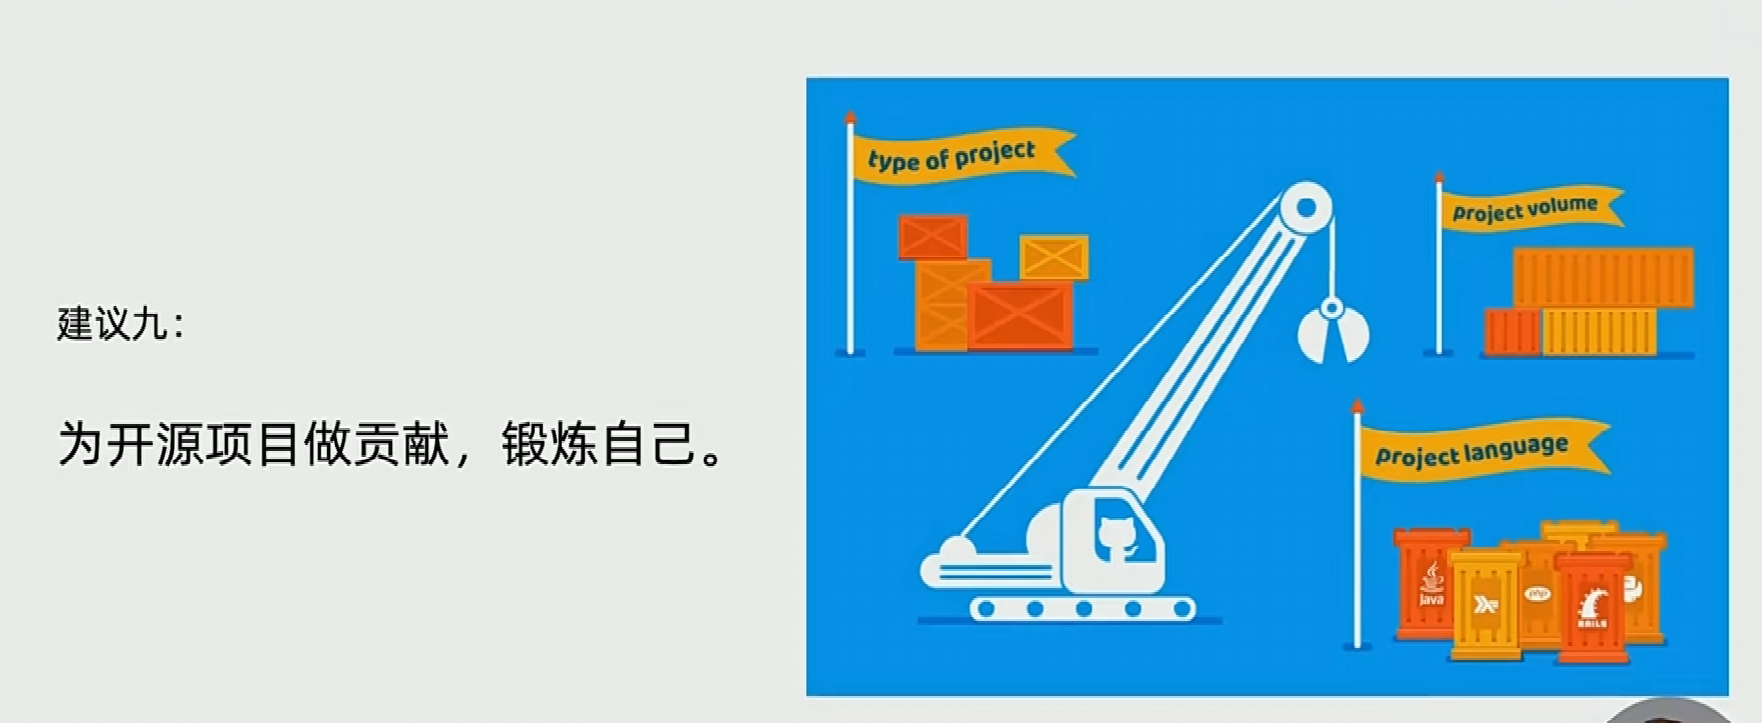 建议九：
为开源项目做贡献，锻炼自己。
type of project
project volume
project language
Java
php
RAILS